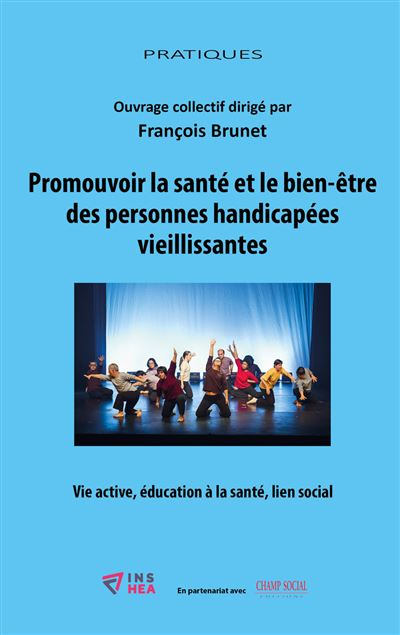 PRATIQUES
Ouvrage collectif dirigé par
François Brunet
Promouvoir la santé et le bien-être
des personnes handicapées
vieillissantes
Vie active, éducation à la santé, lien social
INS
HEA
En partenariat avec
CHAMP SOCIAL
EDITIONS